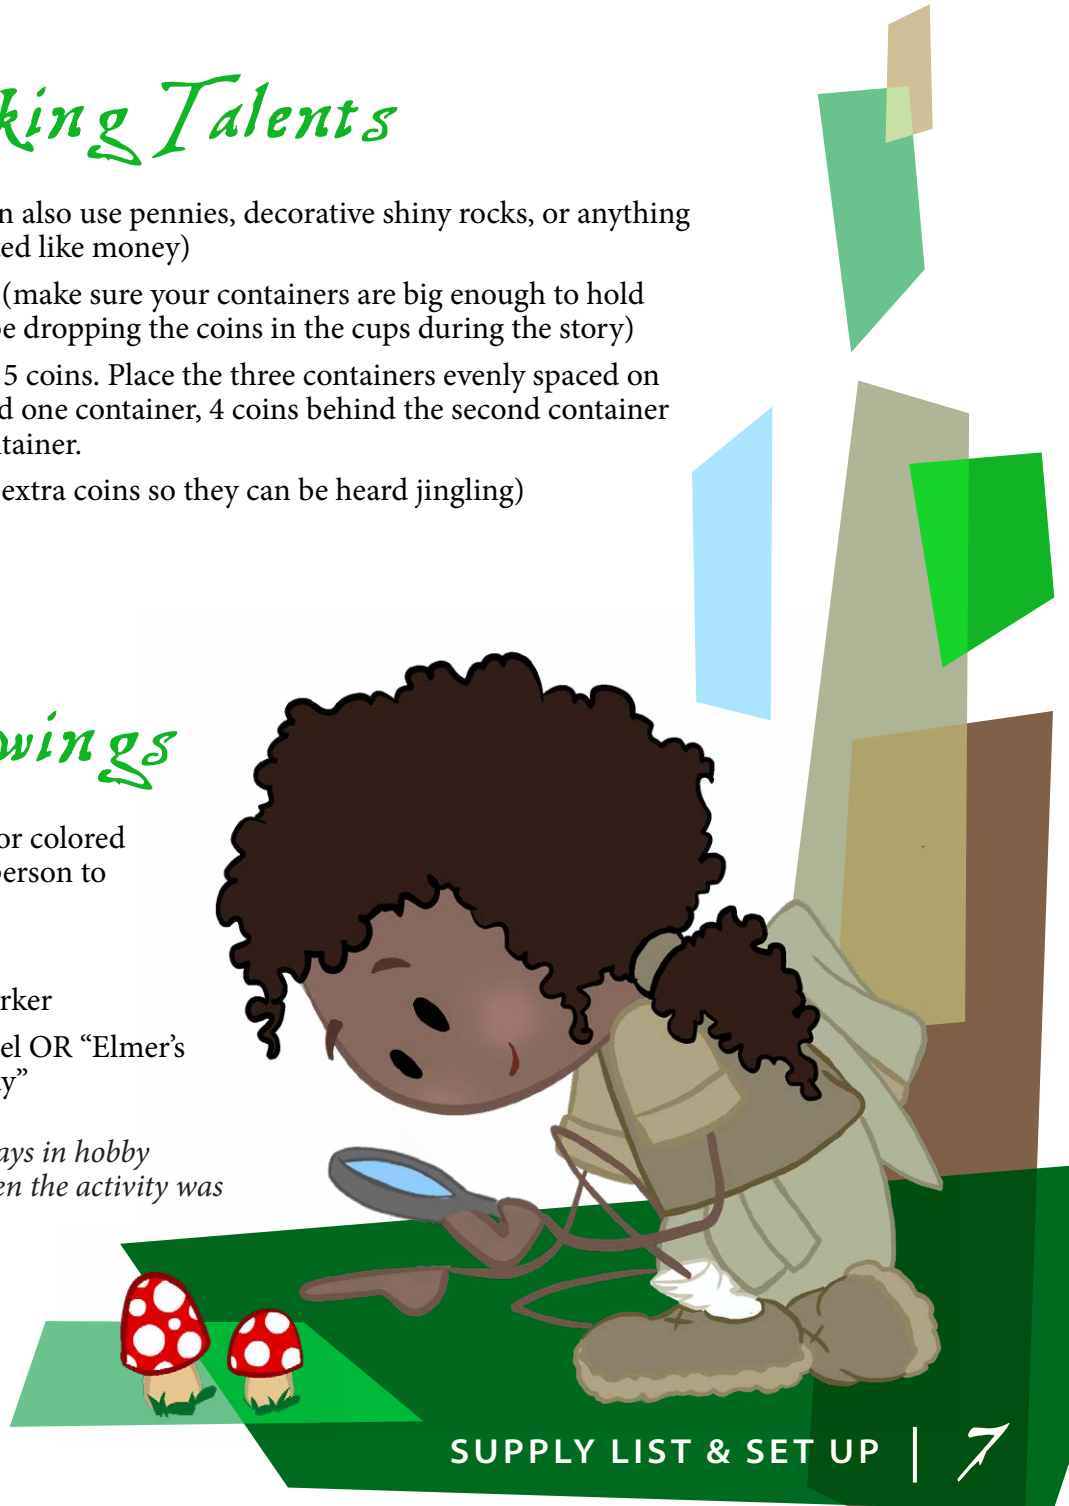 king Talents
n also use pennies, decorative shiny rocks, or anything
ed like money)
(make sure your containers are big enough to hold
be dropping the coins in the cups during the story)
5 coins. Place the three containers evenly spaced on
d one container, 4 coins behind the second container
tainer.
extra coins so they can be heard jingling)
wings
or colored
person to
rker
el OR “Elmer’s
y”
ays in hobby
en the activity was
SUPPLY LIST & SET UP | 7